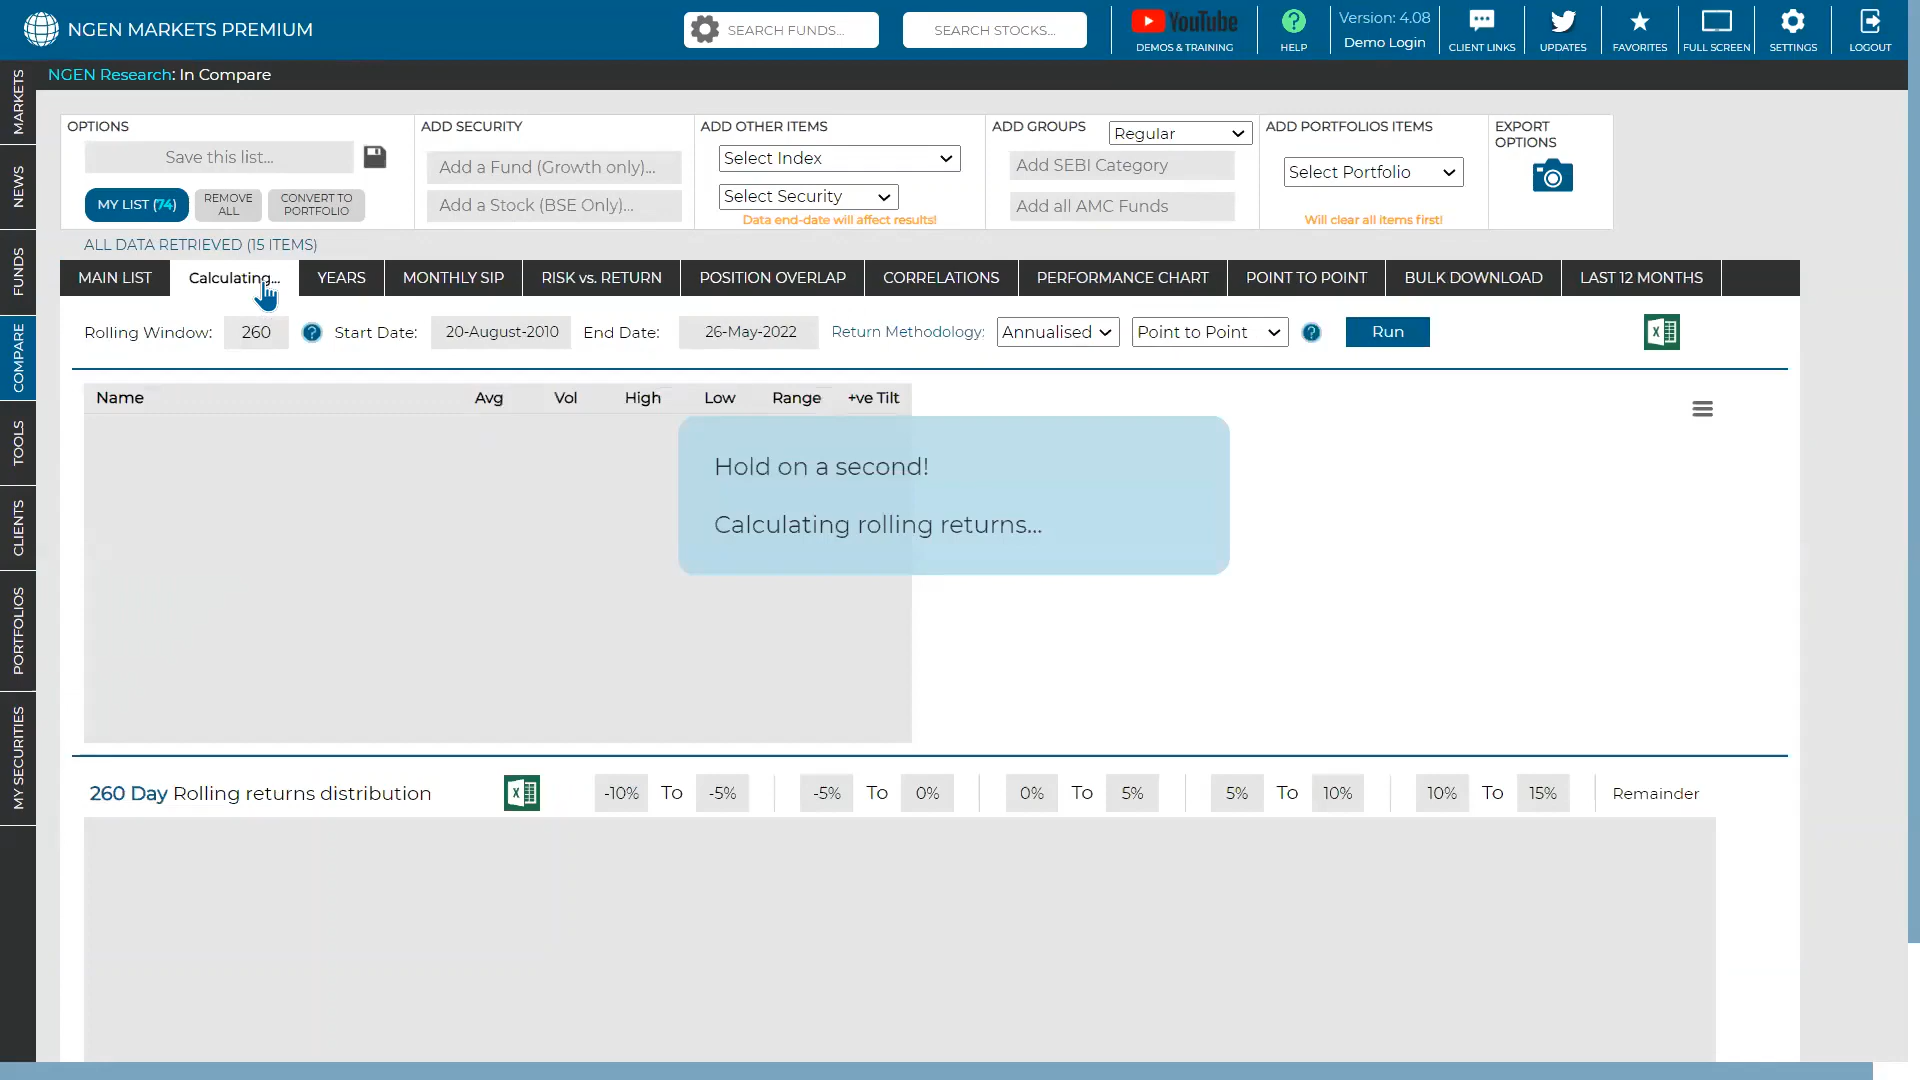 NGEN MARKETS PREMIUM
SEARCH FUNDS...
SEARCH STOCKS...
YouTube
DEMOS & TRAINING
HELP
Version: 4.08
Demo Login
CLIENT LINKS
UPDATES
FAVORITES
FULL SCREEN
SETTINGS
LOGOUT
NGEN Research: In Compare
MARKETS
NEWS
FUNDS
COMPARE
TOOLS
CLIENTS
PORTFOLIOS
MY SECURITIES
OPTIONS
Save this list...
MY LIST (74)
REMOVE
ALL
CONVERT TO
PORTFOLIO
ADD SECURITY
Add a Fund (Growth only)...
Add a Stock (BSE Only)...
ADD OTHER ITEMS
Select Index
Select Security
Data end-date will affect results!
ADD GROUPS
Regular
Add SEBI Category
Add all AMC Funds
ADD PORTFOLIOS ITEMS
Select Portfolio
Will clear all items first!
EXPORT
OPTIONS
ALL DATA RETRIEVED (15 ITEMS)
MAIN LIST
Calculating...
YEARS
MONTHLY SIP
RISK vs. RETURN
POSITION OVERLAP
CORRELATIONS
PERFORMANCE CHART
POINT TO POINT
BULK DOWNLOAD
LAST 12 MONTHS
Rolling Window: 260 ? Start Date: 20-August-2010 End Date: 26-May-2022 Return Methodology: Annualised Point to Point ? Run
Name Avg Vol High Low Range +ve Tilt
Hold on a second!
Calculating rolling returns...
260 Day Rolling returns distribution -10% To -5% -5% To 0% 0% To 5% 5% To 10% 10% To 15% Remainder